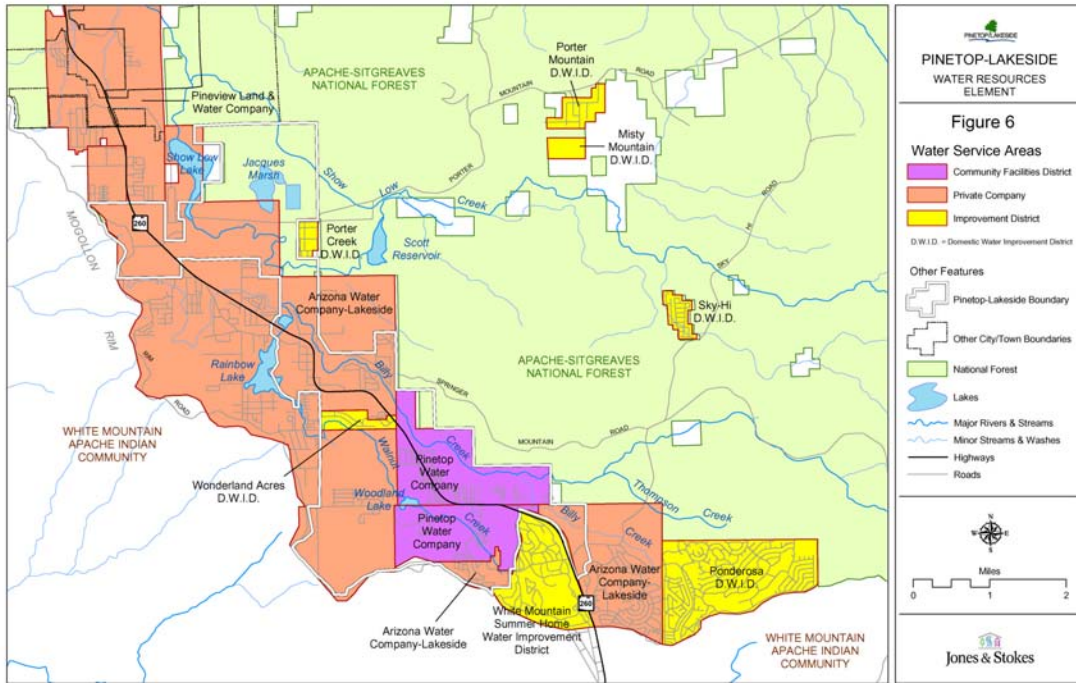 APACHE-SITGREAVES
NATIONAL FOREST
Porter
Mountain
D.W.I.D.
MOUNTAIN
ROAD
Pineview Land &
Water Company
Misty
Mountain
D.W.I.D.
Show Low
Lake
Jacques
Marsh
Show
Low
Creek
PORTER
ROAD
HI
SKY
MOGOLLON
RIM
260
Porter
Creek
D.W.I.D.
Scott
Reservoir
Arizona Water
Company-Lakeside
Sky-Hi
D.W.I.D.
RIM
ROAD
Rainbow
Lake
Billy
Creek
APACHE-SITGREAVES
NATIONAL FOREST
SPRINGER
MOUNTAIN
ROAD
WHITE MOUNTAIN
APACHE INDIAN
COMMUNITY
Wonderland Acres
D.W.I.D.
Walnut
Creek
Pinetop
Water
Company
Woodland
Lake
Pinetop
Water
Company
Billy
Creek
Thompson
Creek
Arizona Water
Company-
Lakeside
Ponderosa
D.W.I.D.
Arizona Water
Company-Lakeside
White Mountain
Summer Home
Water Improvement
District
260
WHITE MOUNTAIN
APACHE INDIAN
COMMUNITY
PINETOP/LAKESIDE
PINETOP-LAKESIDE
WATER RESOURCES
ELEMENT
Figure 6
Water Service Areas
Community Facilities District
Private Company
Improvement District
D.W.I.D. = Domestic Water Improvement District
Other Features
Pinetop-Lakeside Boundary
Other City/Town Boundaries
National Forest
Lakes
Major Rivers & Streams
Minor Streams & Washes
Highways
Roads
N
W E
S
Miles
0 1 2
Jones & Stokes